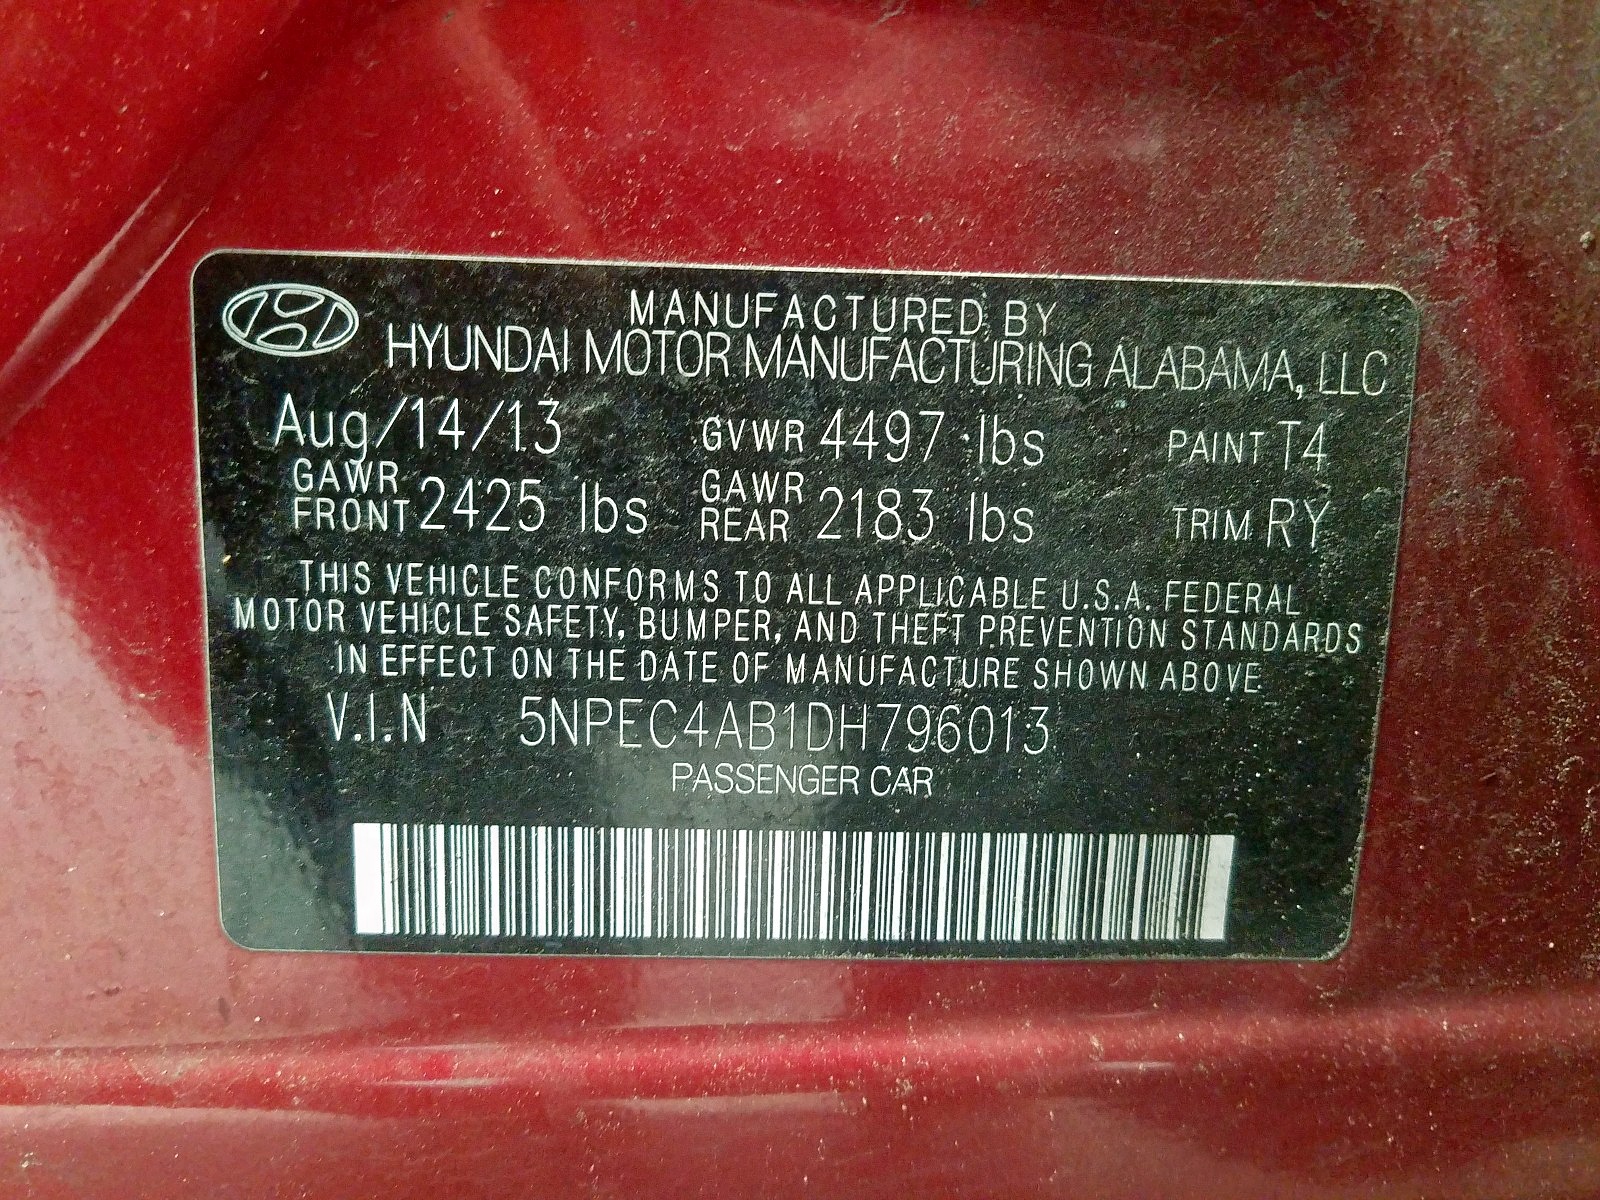 MANUFACTURED BY
HYUNDAI MOTOR MANUFACTURING ALABAMA, LLC
Aug/14/13 GVWR 4497 lbs PAINT T4
GAWR FRONT 2425 lbs GAWR REAR 2183 lbs TRIM RY
THIS VEHICLE CONFORMS TO ALL APPLICABLE U.S.A. FEDERAL
MOTOR VEHICLE SAFETY, BUMPER, AND THEFT PREVENTION STANDARDS
IN EFFECT ON THE DATE OF MANUFACTURE SHOWN ABOVE
V.I.N 5NPEC4AB1DH796013
PASSENGER CAR